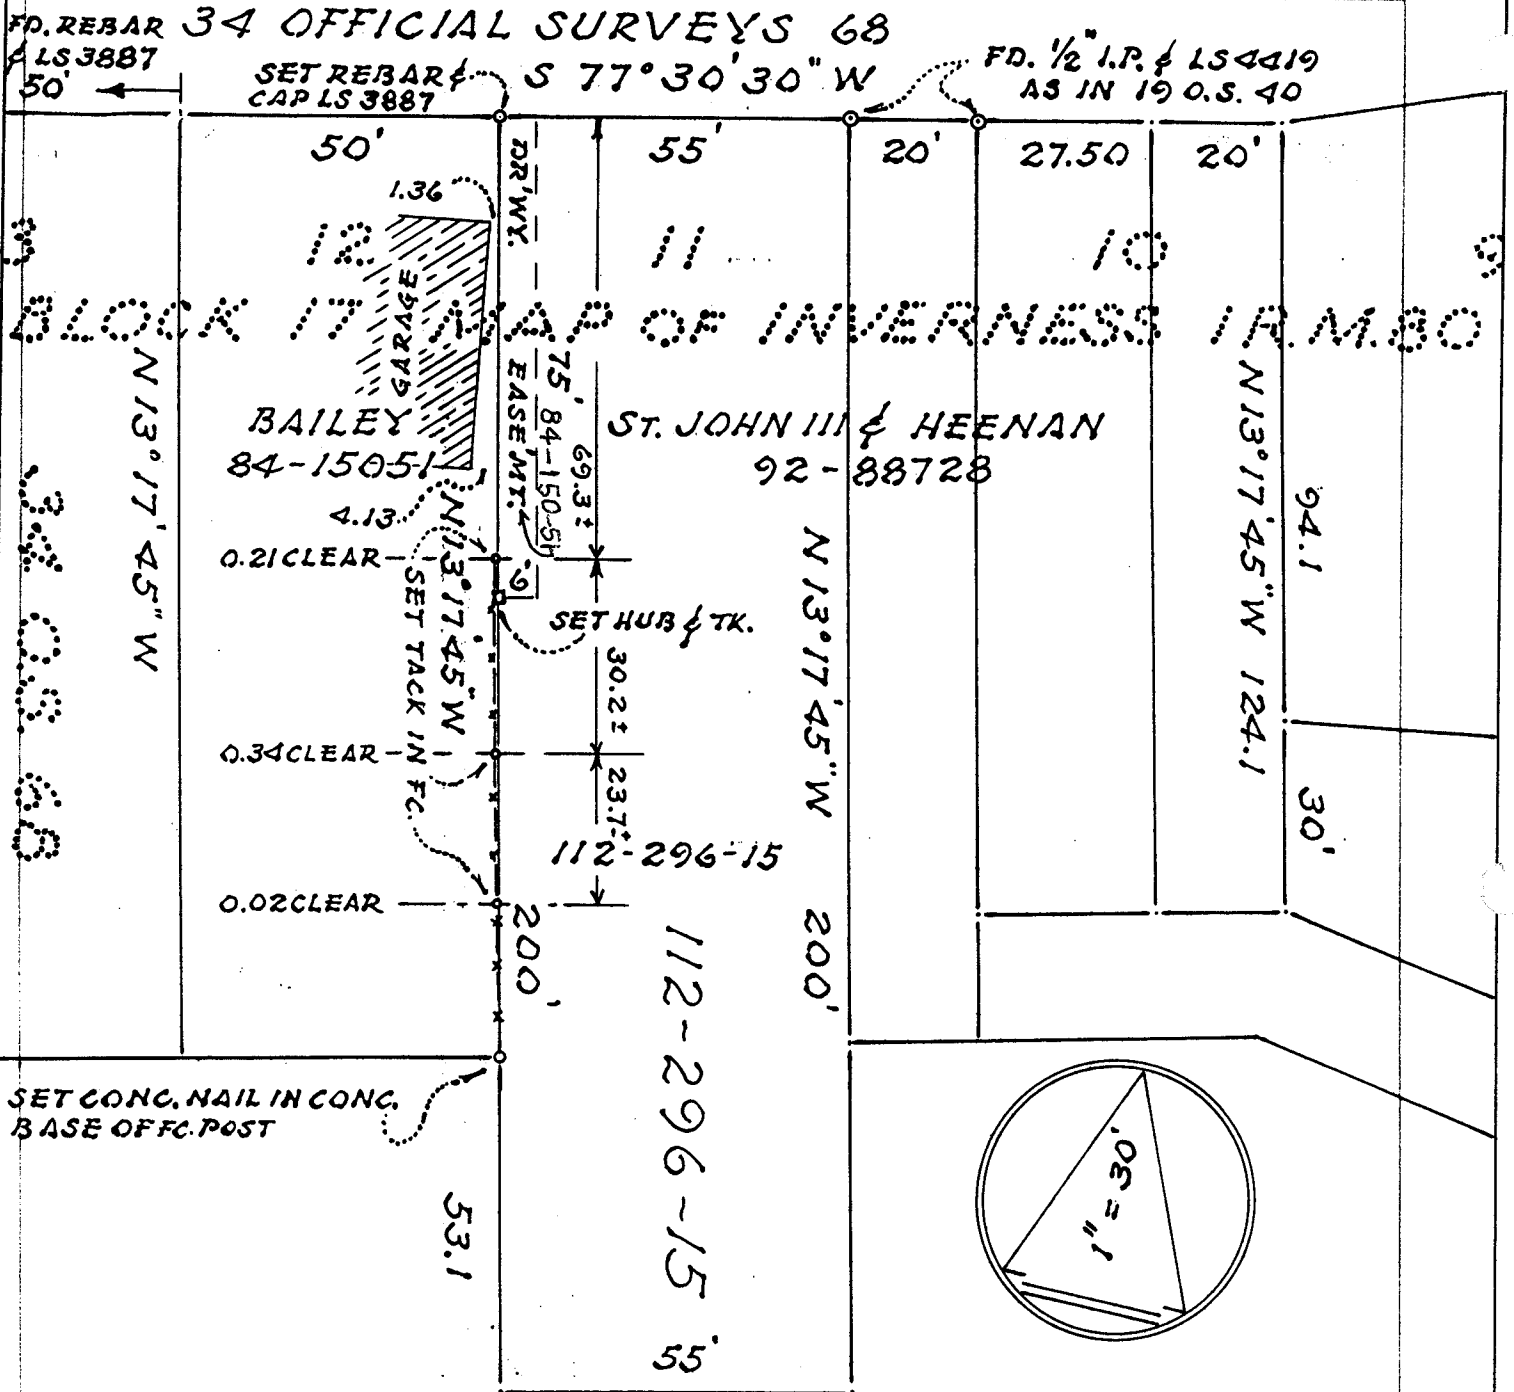 34 OFFICIAL SURVEYS 68
FD. REBAR
& LS 3887
50'
SET REBAR &
CAP LS 3887
S 77°30'30" W
FD. 1/2" I.P. & LS 4419
AS IN 19 O.S. 40
50'
55'
20'
27.50
20'
1.36
DR'WY.
EASE'MT.
3
12
11
10
9
BLOCK 17 MAP OF INVERNESS 1 R.M. 80
GARAGE
N 13°17'45" W
75'
84-150-51
69.3±
BAILEY
84-15051
ST. JOHN III & HEENAN
92-88728
N 13°17'45" W 124.1
94.1
30'
4.13
0.21 CLEAR
N 13°17'45" W
SET TACK IN FC.
6'
SET HUB & TK.
30.2±
N 13°17'45" W 200'
0.34 CLEAR
23.7±
112-296-15
0.02 CLEAR
200'
112-296-15
SET CONC. NAIL IN CONC.
BASE OF FC. POST
53.1
55'
1" = 30'
OS 66